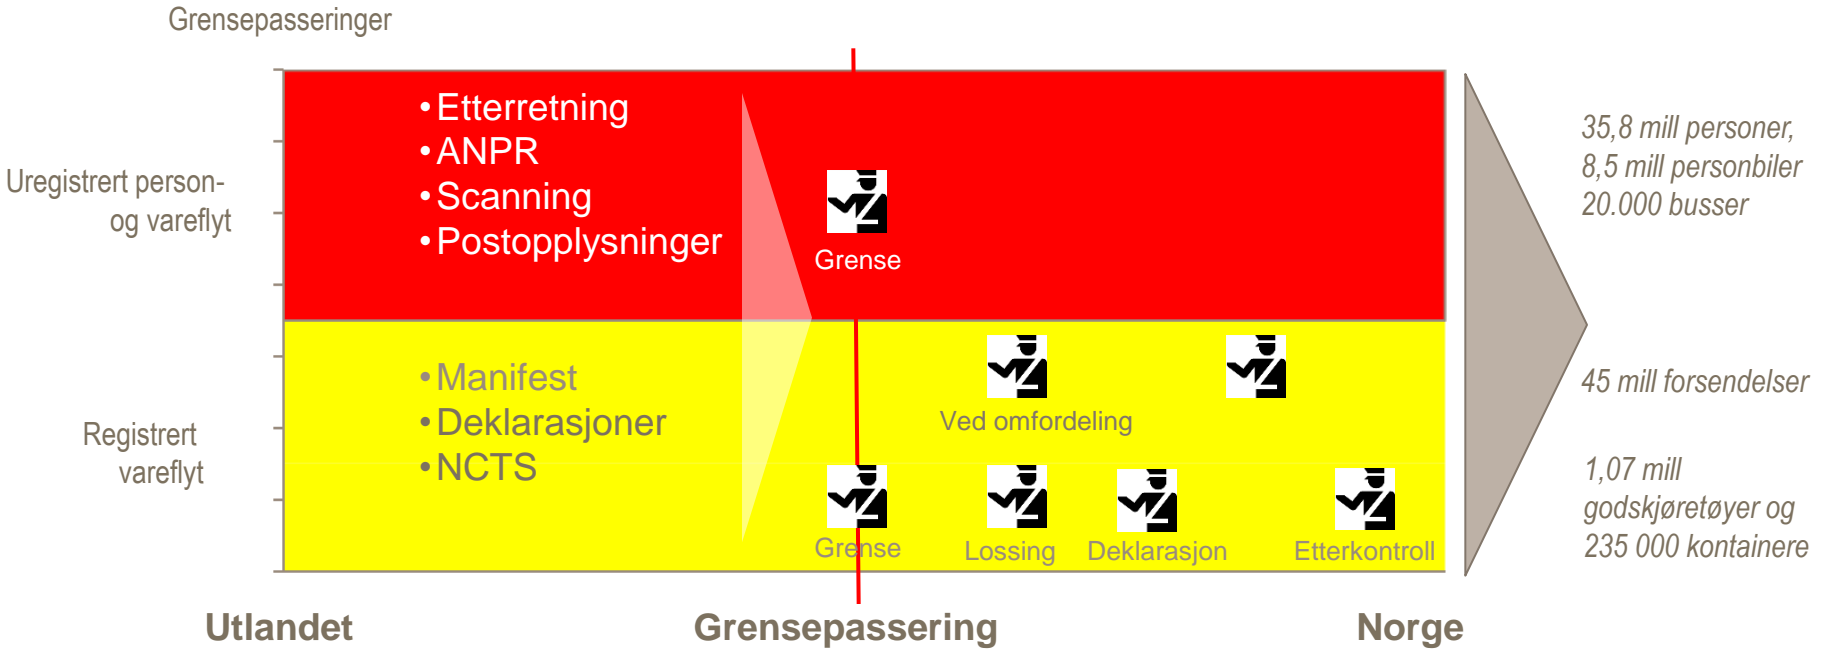 Grensepasseringer
Uregistrert person-
og vareflyt
•Etterretning
•ANPR
•Scanning
•Postopplysninger
Grense
35,8 mill personer,
8,5 mill personbiler
20.000 busser
Registrert
vareflyt
•Manifest
•Deklarasjoner
•NCTS
Ved omfordeling
Grense
Lossing
Deklarasjon
Etterkontroll
45 mill forsendelser
1,07 mill
godskjøretøyer og
235 000 kontainere
Utlandet
Grensepassering
Norge